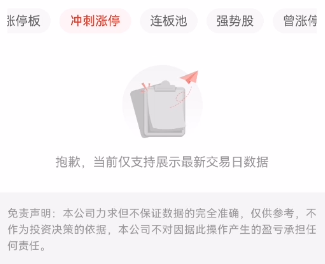 涨停板 冲刺涨停 连板池 强势股 曾涨停
抱歉，当前仅支持展示最新交易日数据
免责声明：本公司力求但不保证数据的完全准确，仅供参考，不
作为投资决策的依据，本公司不对因据此操作产生的盈亏承担任
何责任。